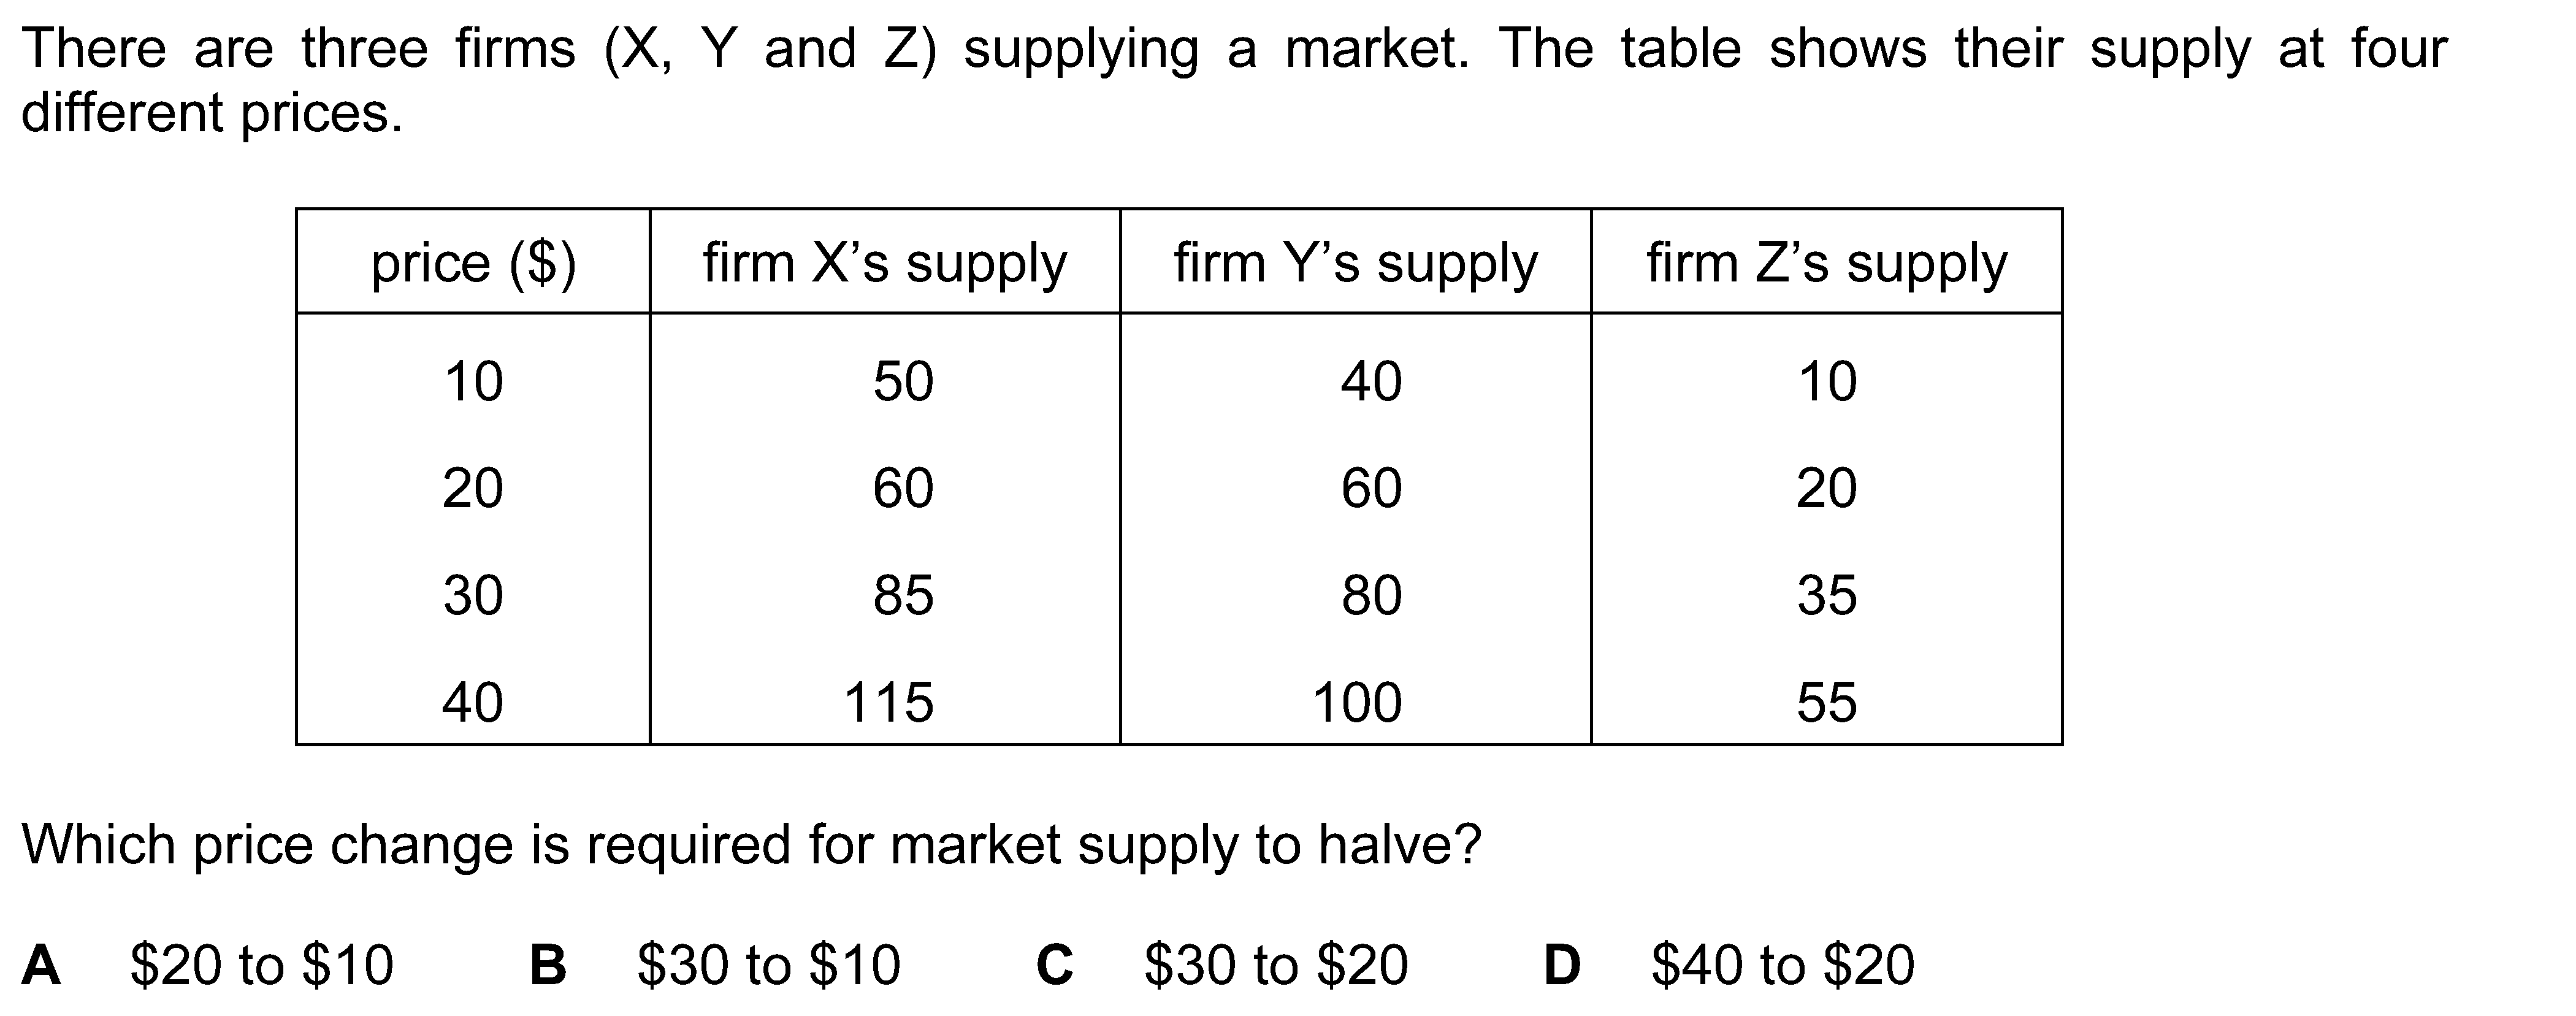 There are three firms (X, Y and Z) supplying a market. The table shows their supply at four
different prices.
price ($) firm X’s supply firm Y’s supply firm Z’s supply
10 50 40 10
20 60 60 20
30 85 80 35
40 115 100 55
Which price change is required for market supply to halve?
A $20 to $10 B $30 to $10 C $30 to $20 D $40 to $20